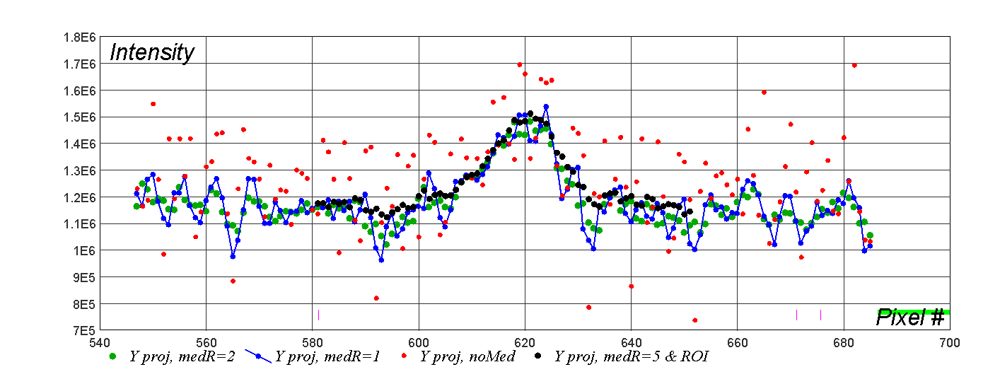 1.8E6
Intensity
1.7E6
1.6E6
1.5E6
1.4E6
1.3E6
1.2E6
1.1E6
1E6
9E5
8E5
Pixel #
7E5
540 560 580 600 620 640 660 680 700
Y proj, medR=2 Y proj, medR=1 Y proj, noMed Y proj, medR=5 & ROI